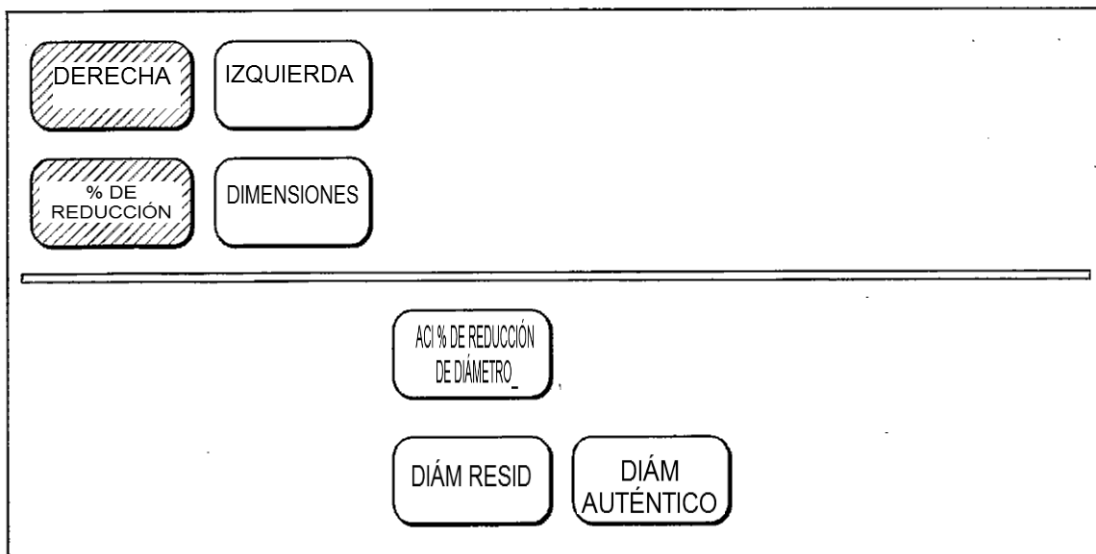 DERECHA
IZQUIERDA
% DE
REDUCCIÓN
DIMENSIONES
ACI % DE REDUCCIÓN
DE DIÁMETRO_
DIÁM RESID
DIÁM
AUTÉNTICO